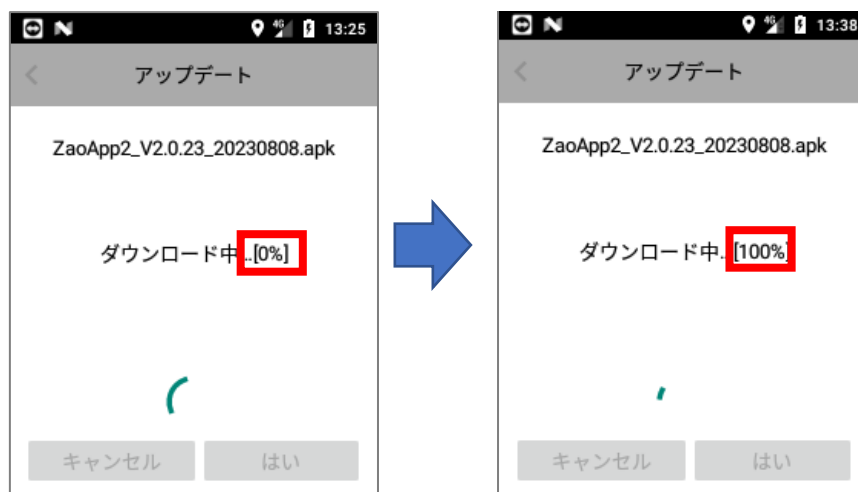 13:25
アップデート
ZaoApp2_V2.0.23_20230808.apk
ダウンロード中...[0%]
キャンセル
はい
13:38
アップデート
ZaoApp2_V2.0.23_20230808.apk
ダウンロード中...[100%]
キャンセル
はい